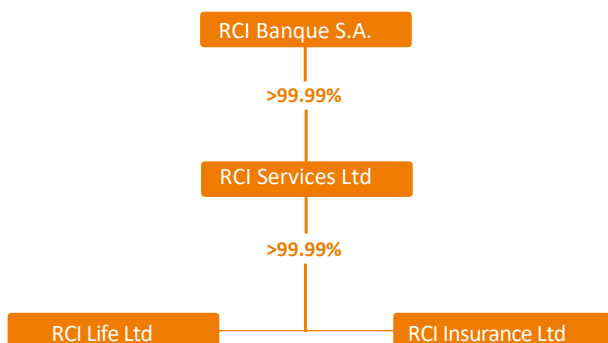 RCI Banque S.A.
>99.99%
RCI Services Ltd
>99.99%
RCI Life Ltd
RCI Insurance Ltd